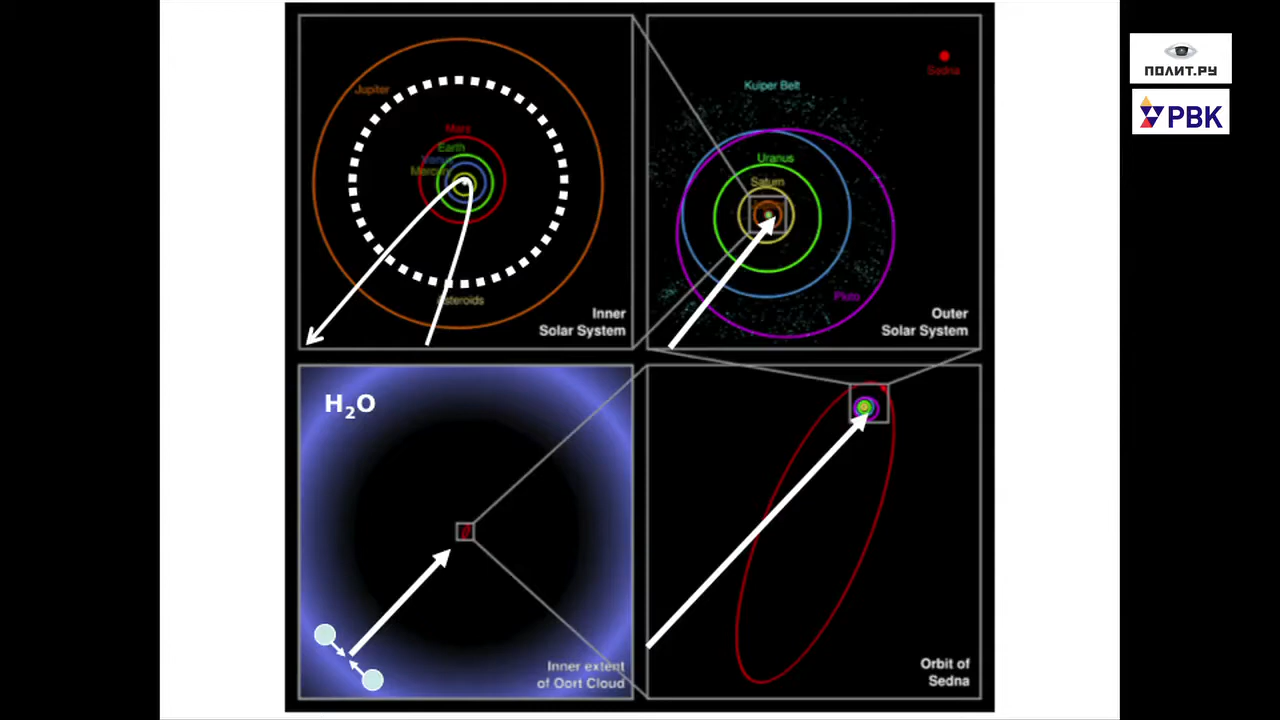 Jupiter
Mars
Earth
Venus
Mercury
Asteroids
Inner
Solar System
Sedna
Kuiper Belt
Uranus
Saturn
Pluto
Outer
Solar System
H₂O
Inner extent
of Oort Cloud
Orbit of
Sedna
ПОЛИТ.РУ
РВК